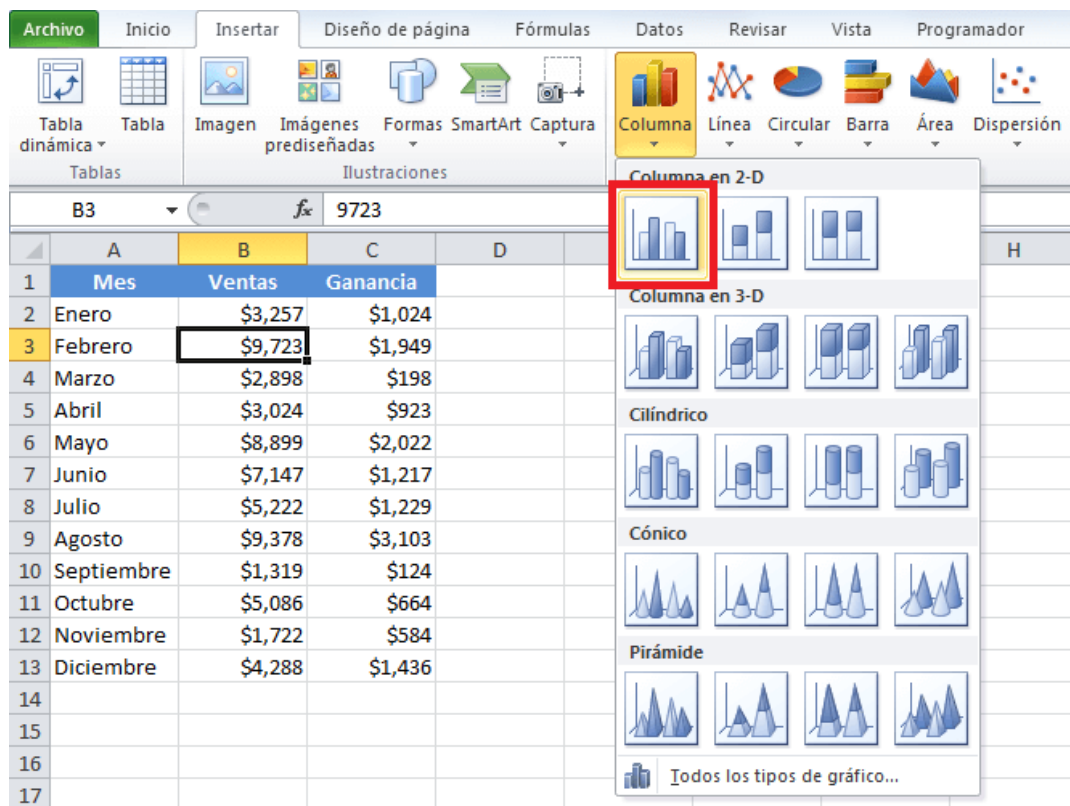 Archivo Inicio Insertar Diseño de página Fórmulas Datos Revisar Vista Programador
Tabla dinámica Tabla Imagen Imágenes prediseñadas Formas SmartArt Captura Columna Línea Circular Barra Área Dispersión
Tablas Ilustraciones
B3 fx 9723
A B C D H
1 Mes Ventas Ganancia
2 Enero $3,257 $1,024
3 Febrero $9,723 $1,949
4 Marzo $2,898 $198
5 Abril $3,024 $923
6 Mayo $8,899 $2,022
7 Junio $7,147 $1,217
8 Julio $5,222 $1,229
9 Agosto $9,378 $3,103
10 Septiembre $1,319 $124
11 Octubre $5,086 $664
12 Noviembre $1,722 $584
13 Diciembre $4,288 $1,436
14
15
16
17
Columna en 2-D
Columna en 3-D
Cilíndrico
Cónico
Pirámide
Todos los tipos de gráfico...